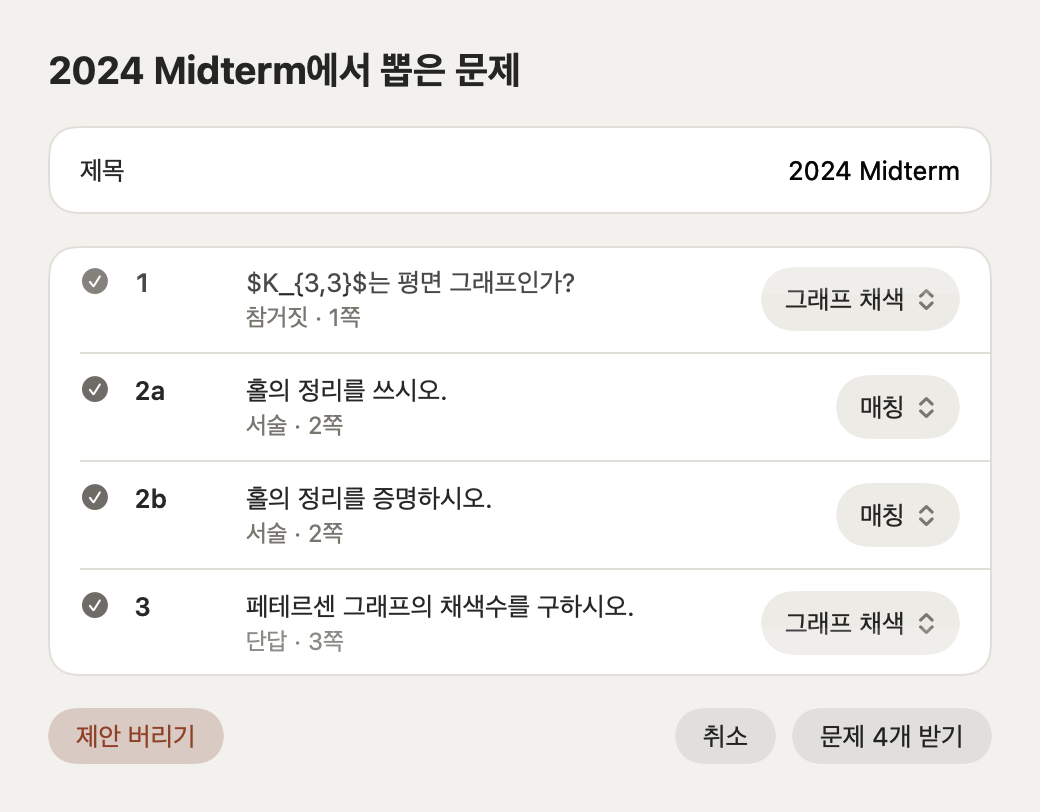 2024 Midterm에서 뽑은 문제
제목 2024 Midterm
1 $K_{3,3}$는 평면 그래프인가? 그래프 채색
참거짓 · 1쪽
2a 홀의 정리를 쓰시오. 매칭
서술 · 2쪽
2b 홀의 정리를 증명하시오. 매칭
서술 · 2쪽
3 페테르센 그래프의 채색수를 구하시오. 그래프 채색
단답 · 3쪽
제안 버리기 취소 문제 4개 받기